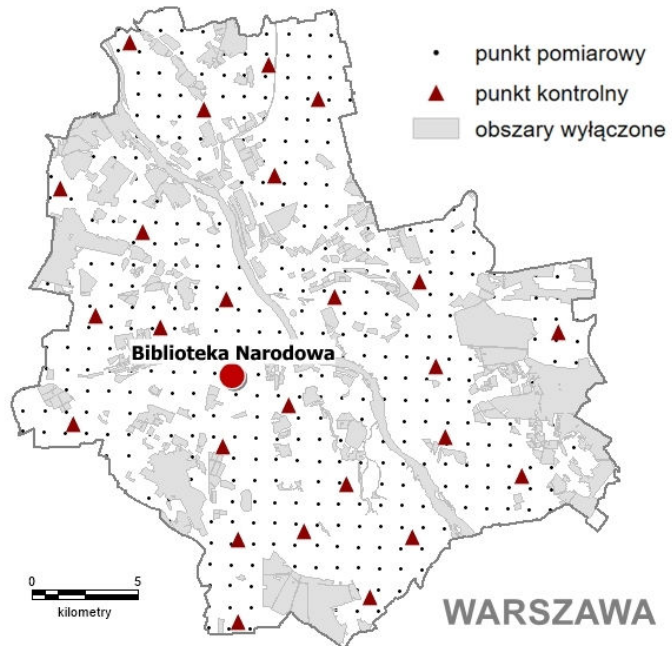 punkt pomiarowy
punkt kontrolny
obszary wyłączone
Biblioteka Narodowa
0 5
kilometry
WARSZAWA